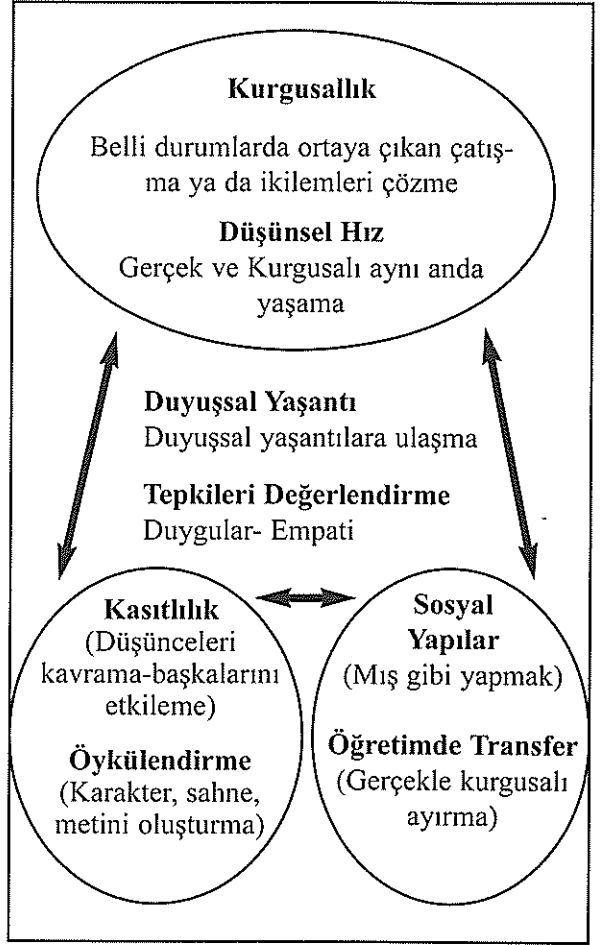 Kurgusallık
Belli durumlarda ortaya çıkan çatış-
ma ya da ikilemleri çözme
Düşünsel Hız
Gerçek ve Kurgusalı aynı anda
yaşama
Duyuşsal Yaşantı
Duyuşsal yaşantılara ulaşma
Tepkileri Değerlendirme
Duygular- Empati
Kasıtlılık
(Düşünceleri
kavrama-başkalarını
etkileme)
Öykülendirme
(Karakter, sahne,
metini oluşturma)
Sosyal
Yapılar
(Mış gibi yapmak)
Öğretimde Transfer
(Gerçekle kurgusalı
ayırma)